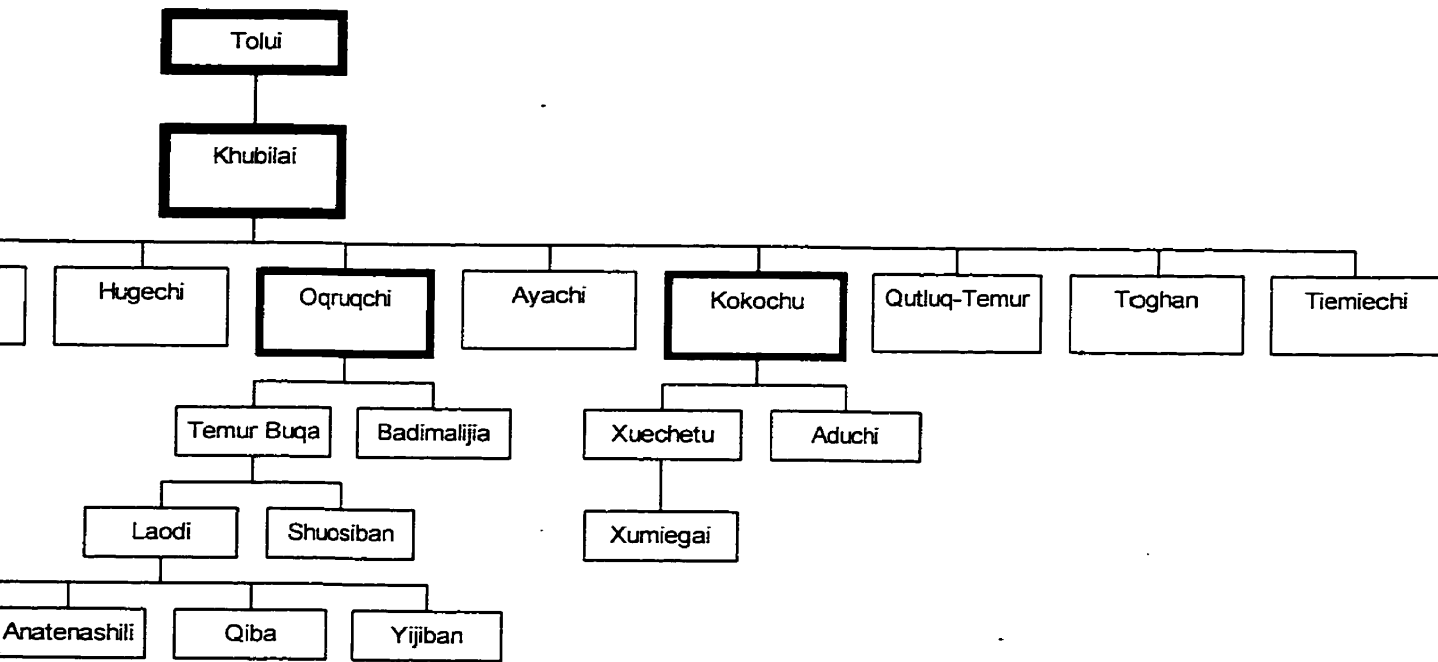 Tolui
Khubilai
Hugechi
Oqruqchi
Ayachi
Kokochu
Qutluq-Temur
Toghan
Tiemiechi
Temur Buqa
Badimalijia
Xuechetu
Aduchi
Laodi
Shuosiban
Xumiegai
Anatenashili
Qiba
Yijiban